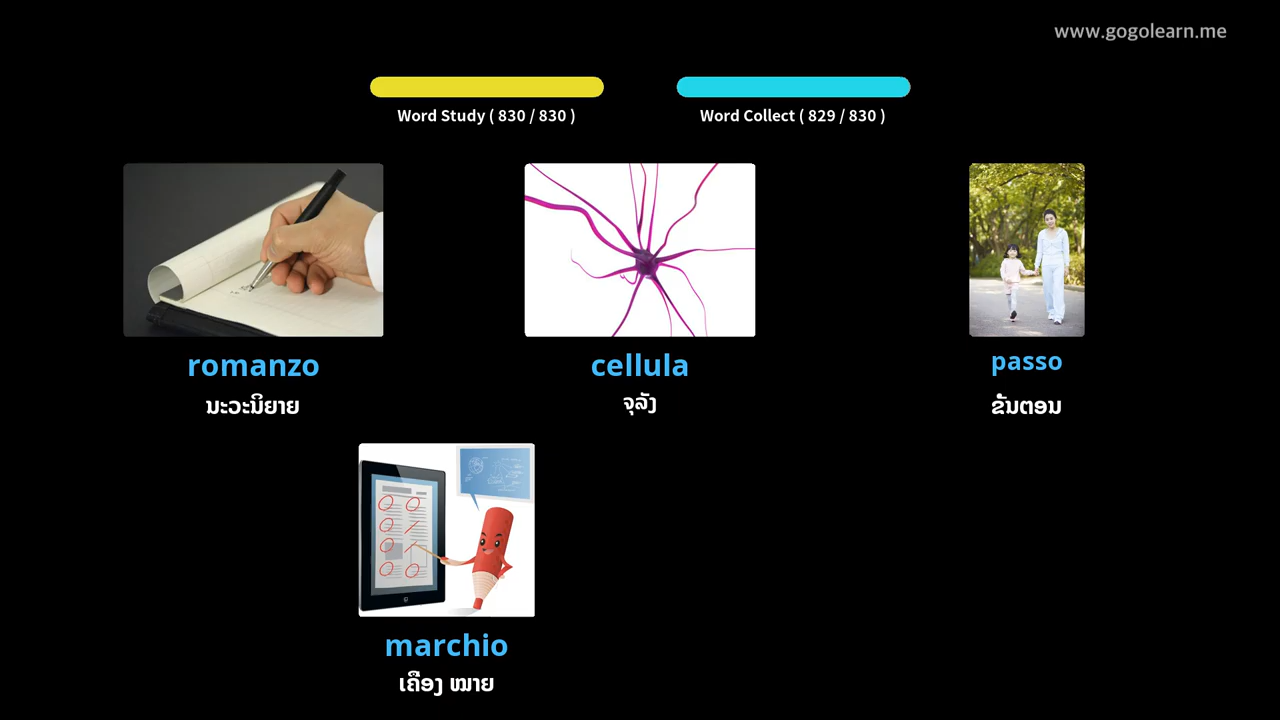 www.gogolearn.me
Word Study ( 830 / 830 )
Word Collect ( 829 / 830 )
romanzo
ນະວະນິຍາຍ
cellula
ຈຸລັງ
passo
ຂັ້ນຕອນ
marchio
ເຄື່ອງ ໝາຍ